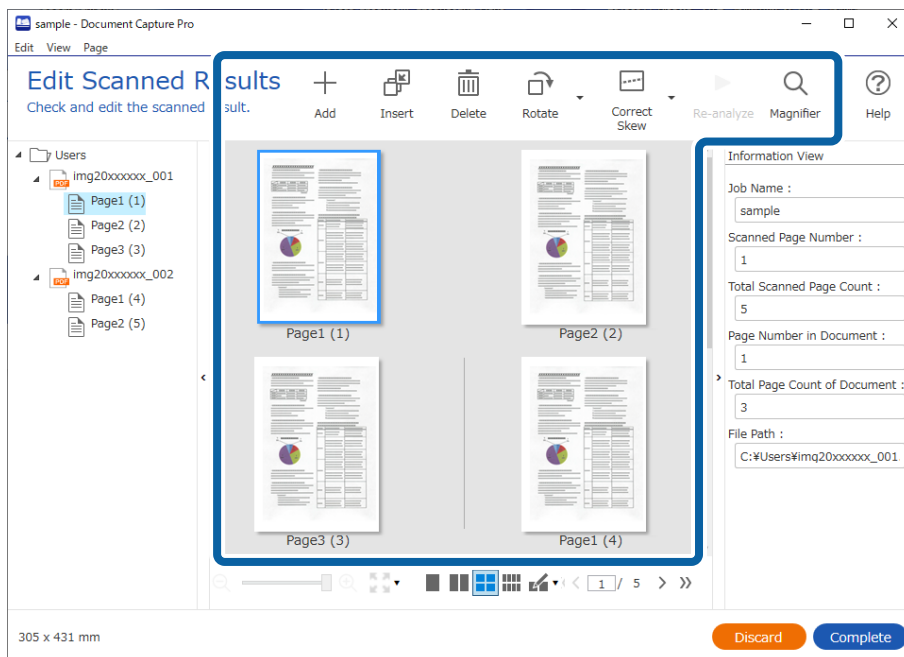 sample - Document Capture Pro
Edit View Page
Edit Scanned Results
Check and edit the scanned sult.
Add
Insert
Delete
Rotate
Correct
Skew
Re-analyze
Magnifier
Help
Users
PDF
img20xxxxxx_001
Page1 (1)
Page2 (2)
Page3 (3)
PDF
img20xxxxxx_002
Page1 (4)
Page2 (5)
Page1 (1)
Page2 (2)
Page3 (3)
Page1 (4)
Information View
Job Name :
sample
Scanned Page Number :
1
Total Scanned Page Count :
5
Page Number in Document :
1
Total Page Count of Document :
3
File Path :
C:¥Users¥img20xxxxxx_001
1 / 5
305 x 431 mm
Discard
Complete